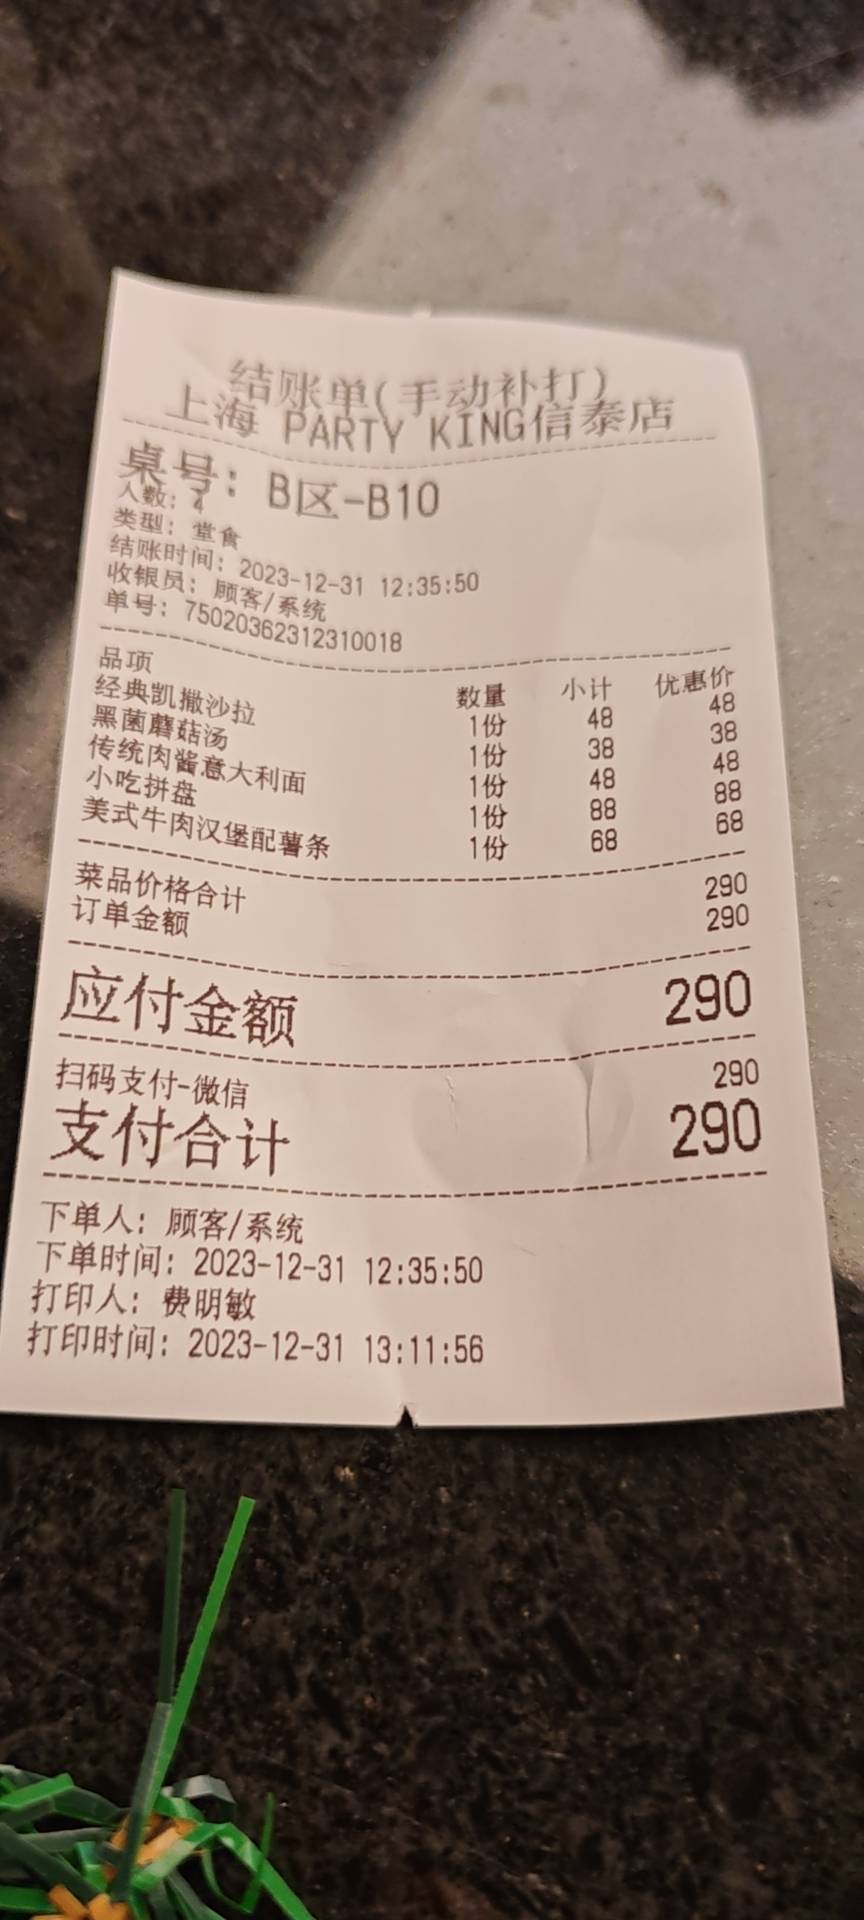 结账单(手动补打)
上海 PARTY KING信泰店
桌号: B区-B10
人数: 4
类型: 堂食
结账时间: 2023-12-31 12:35:50
收银员: 顾客/系统
单号: 75020362312310018
品项 数量 小计 优惠价
经典凯撒沙拉 1份 48 48
黑菌蘑菇汤 1份 38 38
传统肉酱意大利面 1份 48 48
小吃拼盘 1份 88 88
美式牛肉汉堡配薯条 1份 68 68
菜品价格合计 290
订单金额 290
应付金额 290
扫码支付-微信 290
支付合计 290
下单人: 顾客/系统
下单时间: 2023-12-31 12:35:50
打印人: 费明敏
打印时间: 2023-12-31 13:11:56